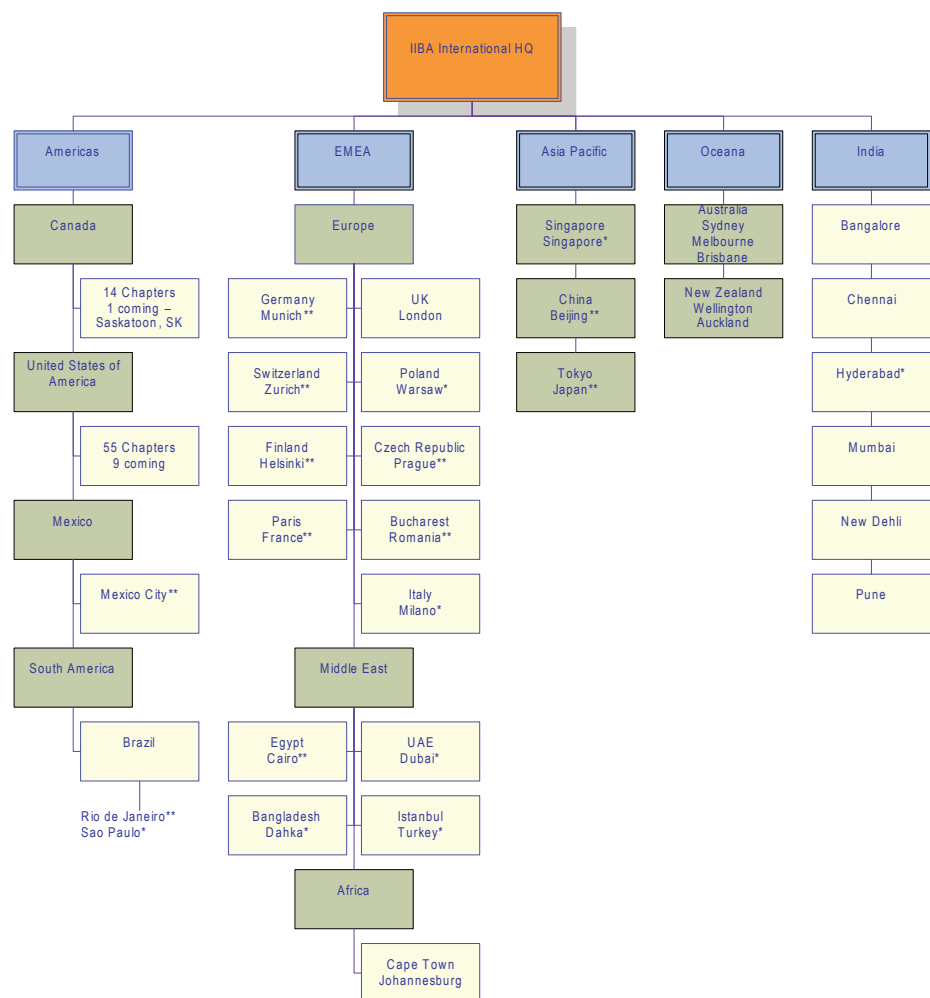 IIBA International HQ
Americas
EMEA
Asia Pacific
Oceana
India
Canada
14 Chapters
1 coming –
Saskatoon, SK
United States of
America
55 Chapters
9 coming
Mexico
Mexico City**
South America
Brazil
Rio de Janeiro**
Sao Paulo*
Europe
Germany
Munich**
UK
London
Switzerland
Zurich**
Poland
Warsaw*
Finland
Helsinki**
Czech Republic
Prague**
Paris
France**
Bucharest
Romania**
Italy
Milano*
Middle East
Egypt
Cairo**
UAE
Dubai*
Bangladesh
Dahka*
Istanbul
Turkey*
Africa
Cape Town
Johannesburg
Singapore
Singapore*
China
Beijing**
Tokyo
Japan**
Australia
Sydney
Melbourne
Brisbane
New Zealand
Wellington
Auckland
Bangalore
Chennai
Hyderabad*
Mumbai
New Dehli
Pune